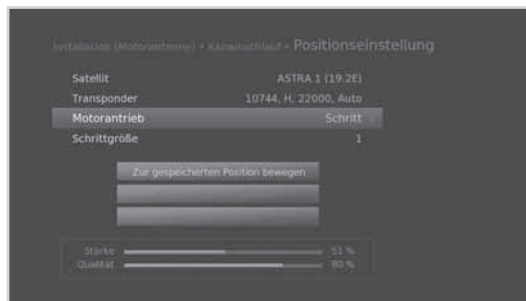 Installation (Motorantenne) • Kanalsuchlauf • Positionseinstellung
Satellit ASTRA 1 (19.2E)
Transponder 10744, H, 22000, Auto
Motorantrieb Schritt
Schrittgröße 1
Zur gespeicherten Position bewegen
Stärke 51 %
Qualität 80 %